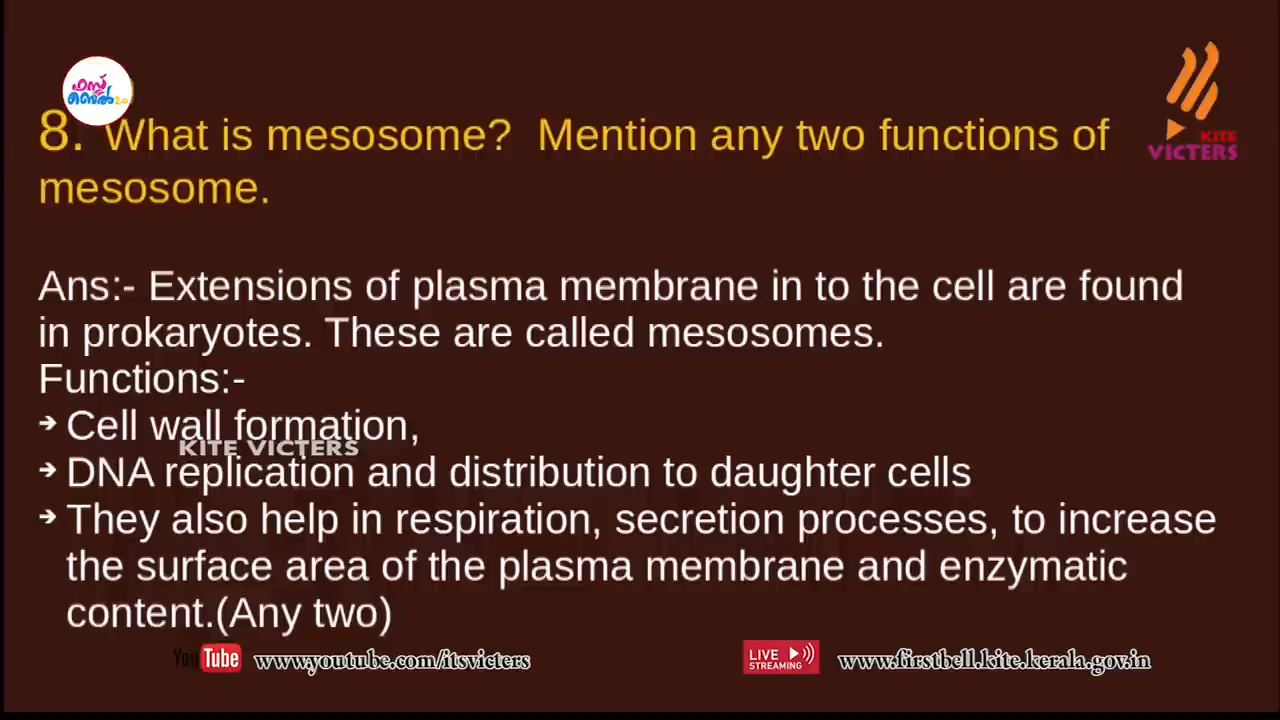 ഫസ്റ്റ്
ബെൽ 2.0
8. What is mesosome? Mention any two functions of
mesosome.
KITE
VICTERS
Ans:- Extensions of plasma membrane in to the cell are found
in prokaryotes. These are called mesosomes.
Functions:-
➔ Cell wall formation,
KITE VICTERS
➔ DNA replication and distribution to daughter cells
➔ They also help in respiration, secretion processes, to increase
the surface area of the plasma membrane and enzymatic
content.(Any two)
YouTube www.youtube.com/itsvicters
LIVE
STREAMING
www.firstbell.kite.kerala.gov.in